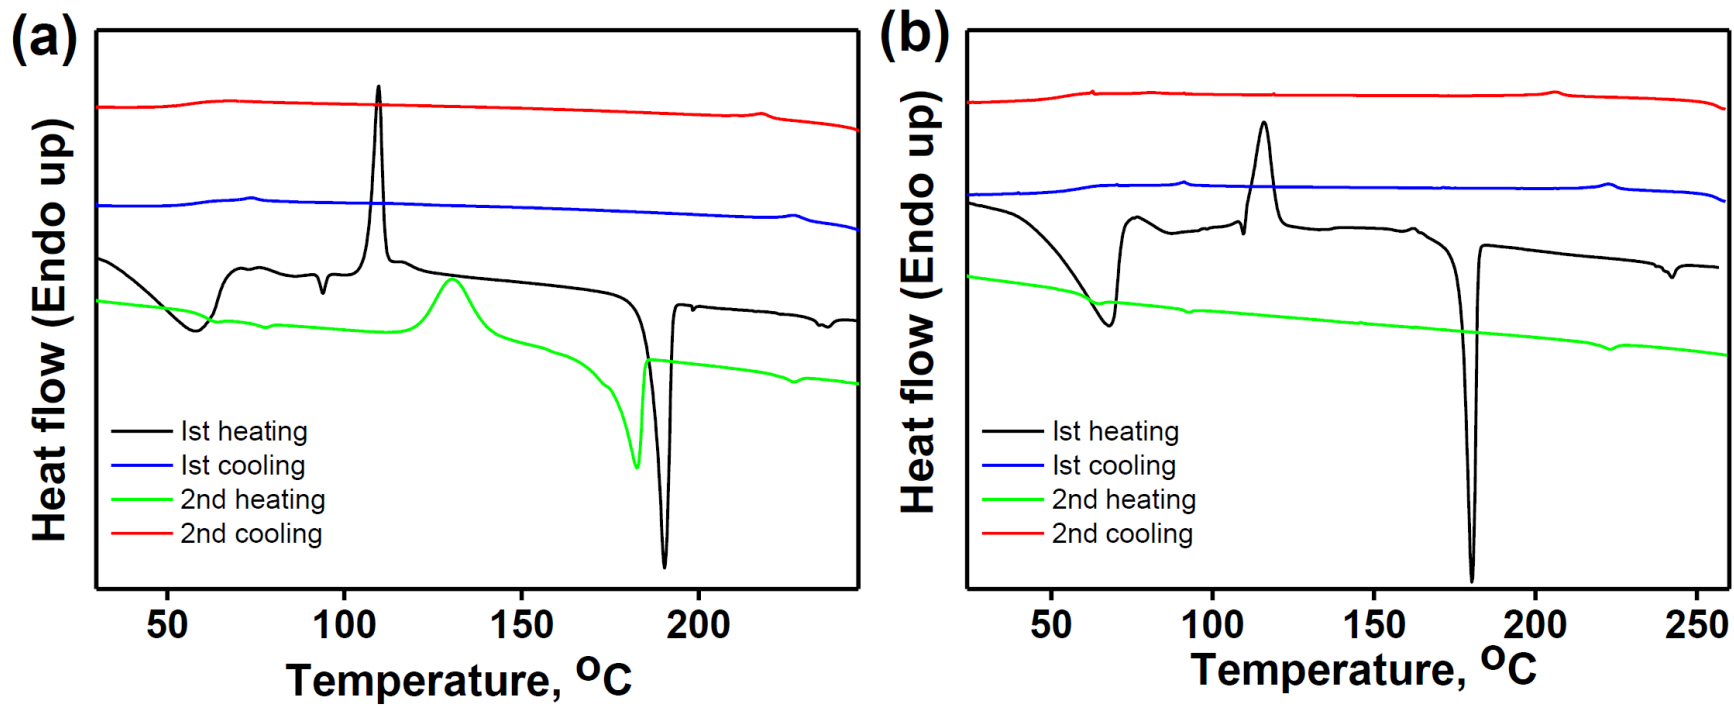 (a)
Heat flow (Endo up)
Ist heating
Ist cooling
2nd heating
2nd cooling
50 100 150 200
Temperature, ºC
(b)
Heat flow (Endo up)
Ist heating
Ist cooling
2nd heating
2nd cooling
50 100 150 200 250
Temperature, ºC